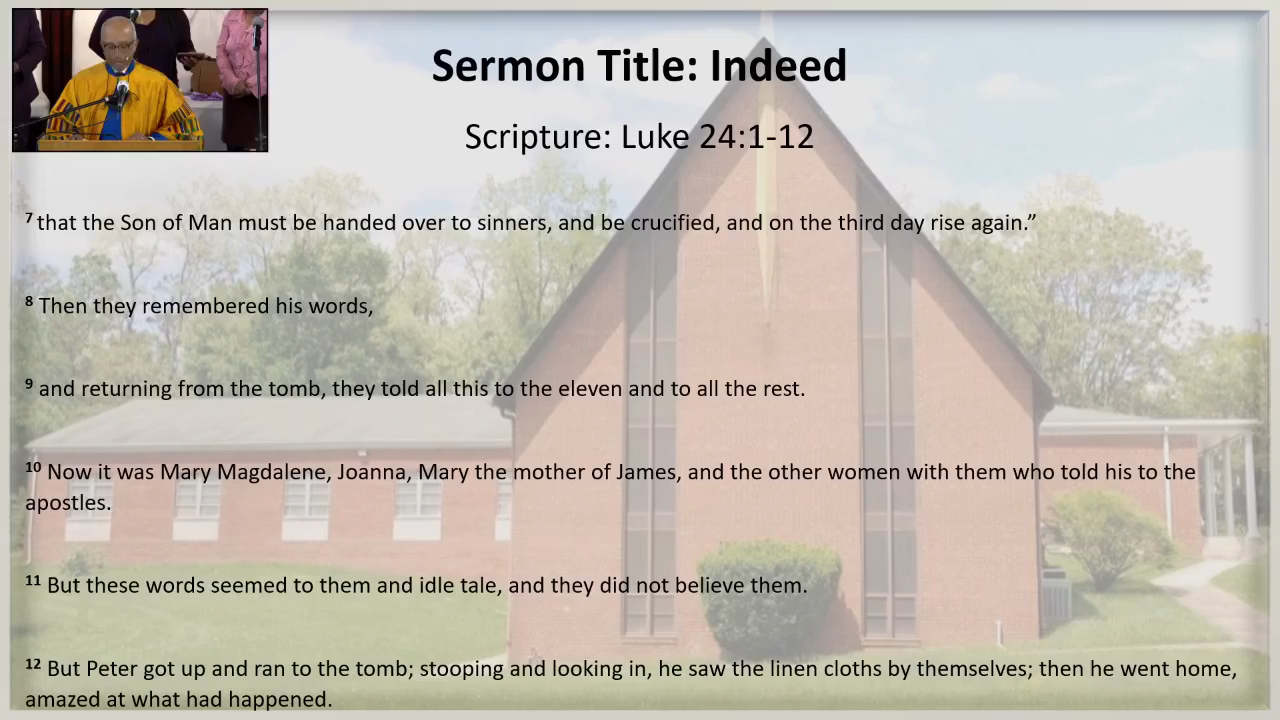 Sermon Title: Indeed
Scripture: Luke 24:1-12
7 that the Son of Man must be handed over to sinners, and be crucified, and on the third day rise again.”
8 Then they remembered his words,
9 and returning from the tomb, they told all this to the eleven and to all the rest.
10 Now it was Mary Magdalene, Joanna, Mary the mother of James, and the other women with them who told his to the
apostles.
11 But these words seemed to them and idle tale, and they did not believe them.
12 But Peter got up and ran to the tomb; stooping and looking in, he saw the linen cloths by themselves; then he went home,
amazed at what had happened.